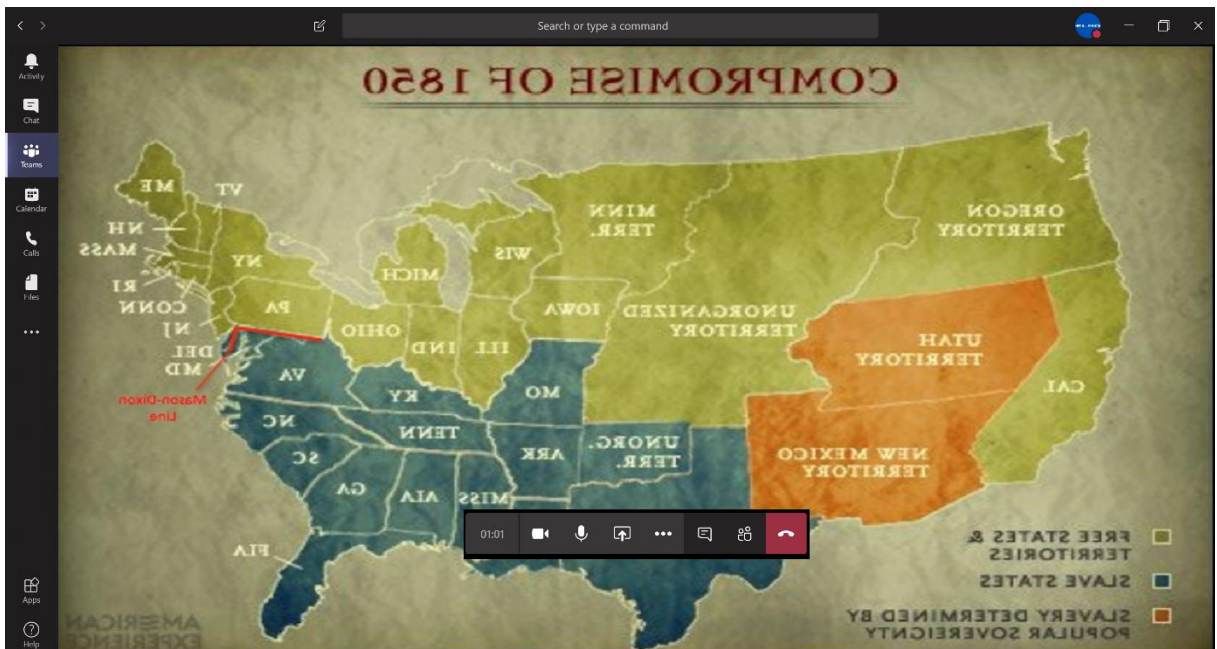 Search or type a command
Activity
Chat
Teams
Calendar
Calls
Files
Apps
Help
COMPROMISE OF 1850
ME
VT
NH
MASS
NY
RI
CONN
NJ
PA
DEL
MD
Mason-Dixon
Line
MICH
WIS
MINN
TERR.
OREGON
TERRITORY
OHIO
IND
ILL
IOWA
UNORGANIZED
TERRITORY
UTAH
TERRITORY
CAL
VA
KY
MO
NC
TENN
ARK
UNORG.
TERR.
NEW MEXICO
TERRITORY
SC
GA
ALA
MISS
FLA
01:01
FREE STATES &
TERRITORIES
SLAVE STATES
SLAVERY DETERMINED BY
POPULAR SOVEREIGNTY
AMERICAN
EXPERIENCE